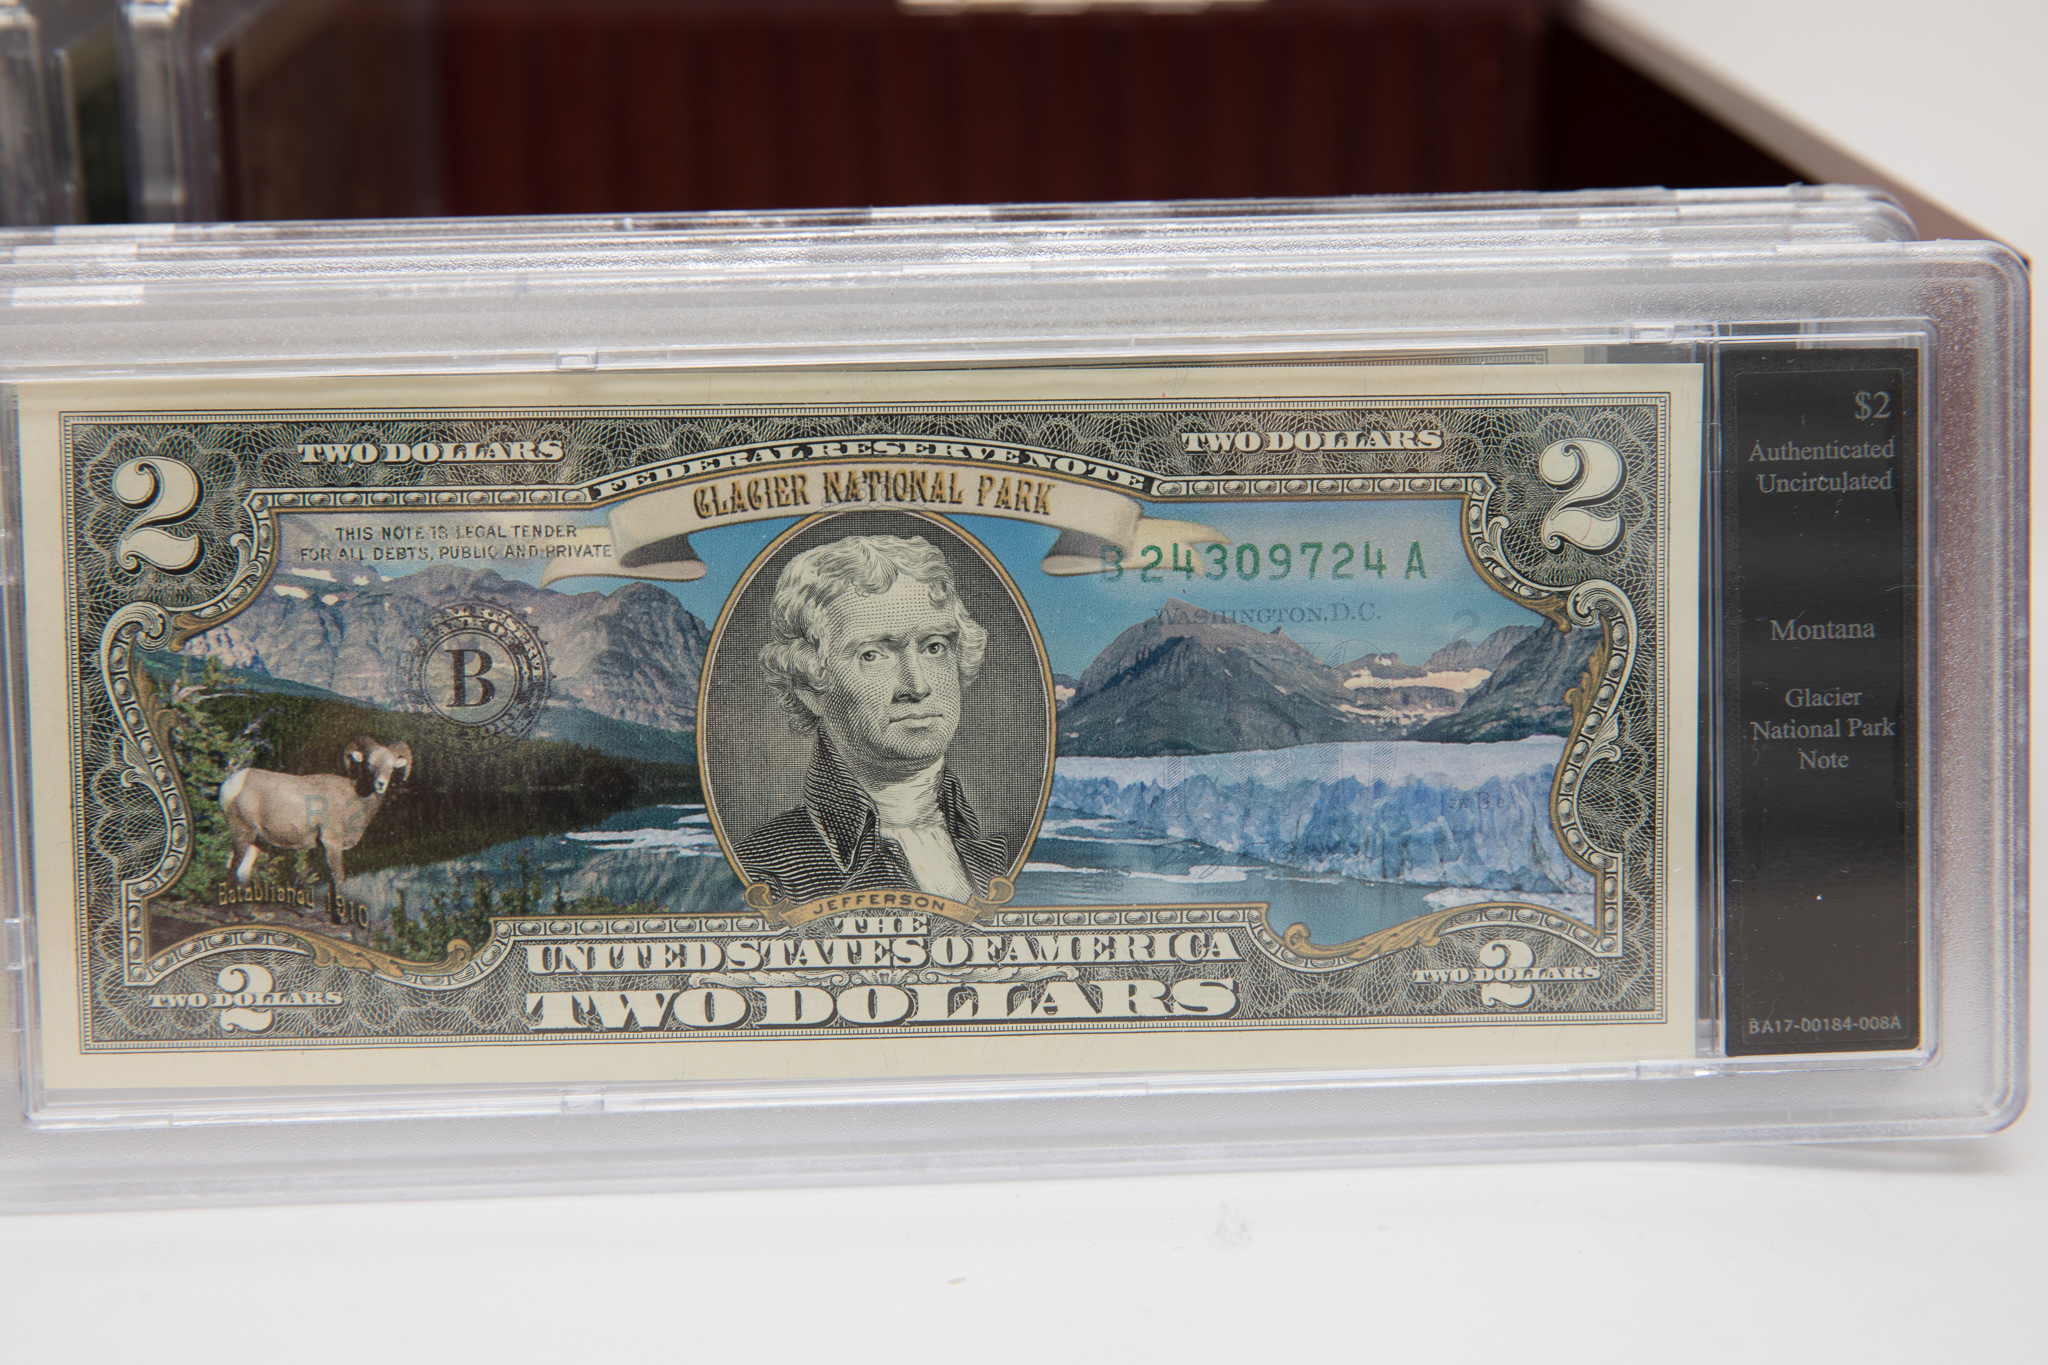 TWO DOLLARS
FEDERAL RESERVE NOTE
TWO DOLLARS
2
2
GLACIER NATIONAL PARK
THIS NOTE IS LEGAL TENDER
FOR ALL DEBTS, PUBLIC AND PRIVATE
B 24309724 A
WASHINGTON, D.C.
2
B
Established 1910
JEFFERSON
THE
UNITED STATES OF AMERICA
TWO DOLLARS
TWO DOLLARS
2
TWO DOLLARS
2
$2
Authenticated
Uncirculated
Montana
Glacier
National Park
Note
BA17-00184-008A